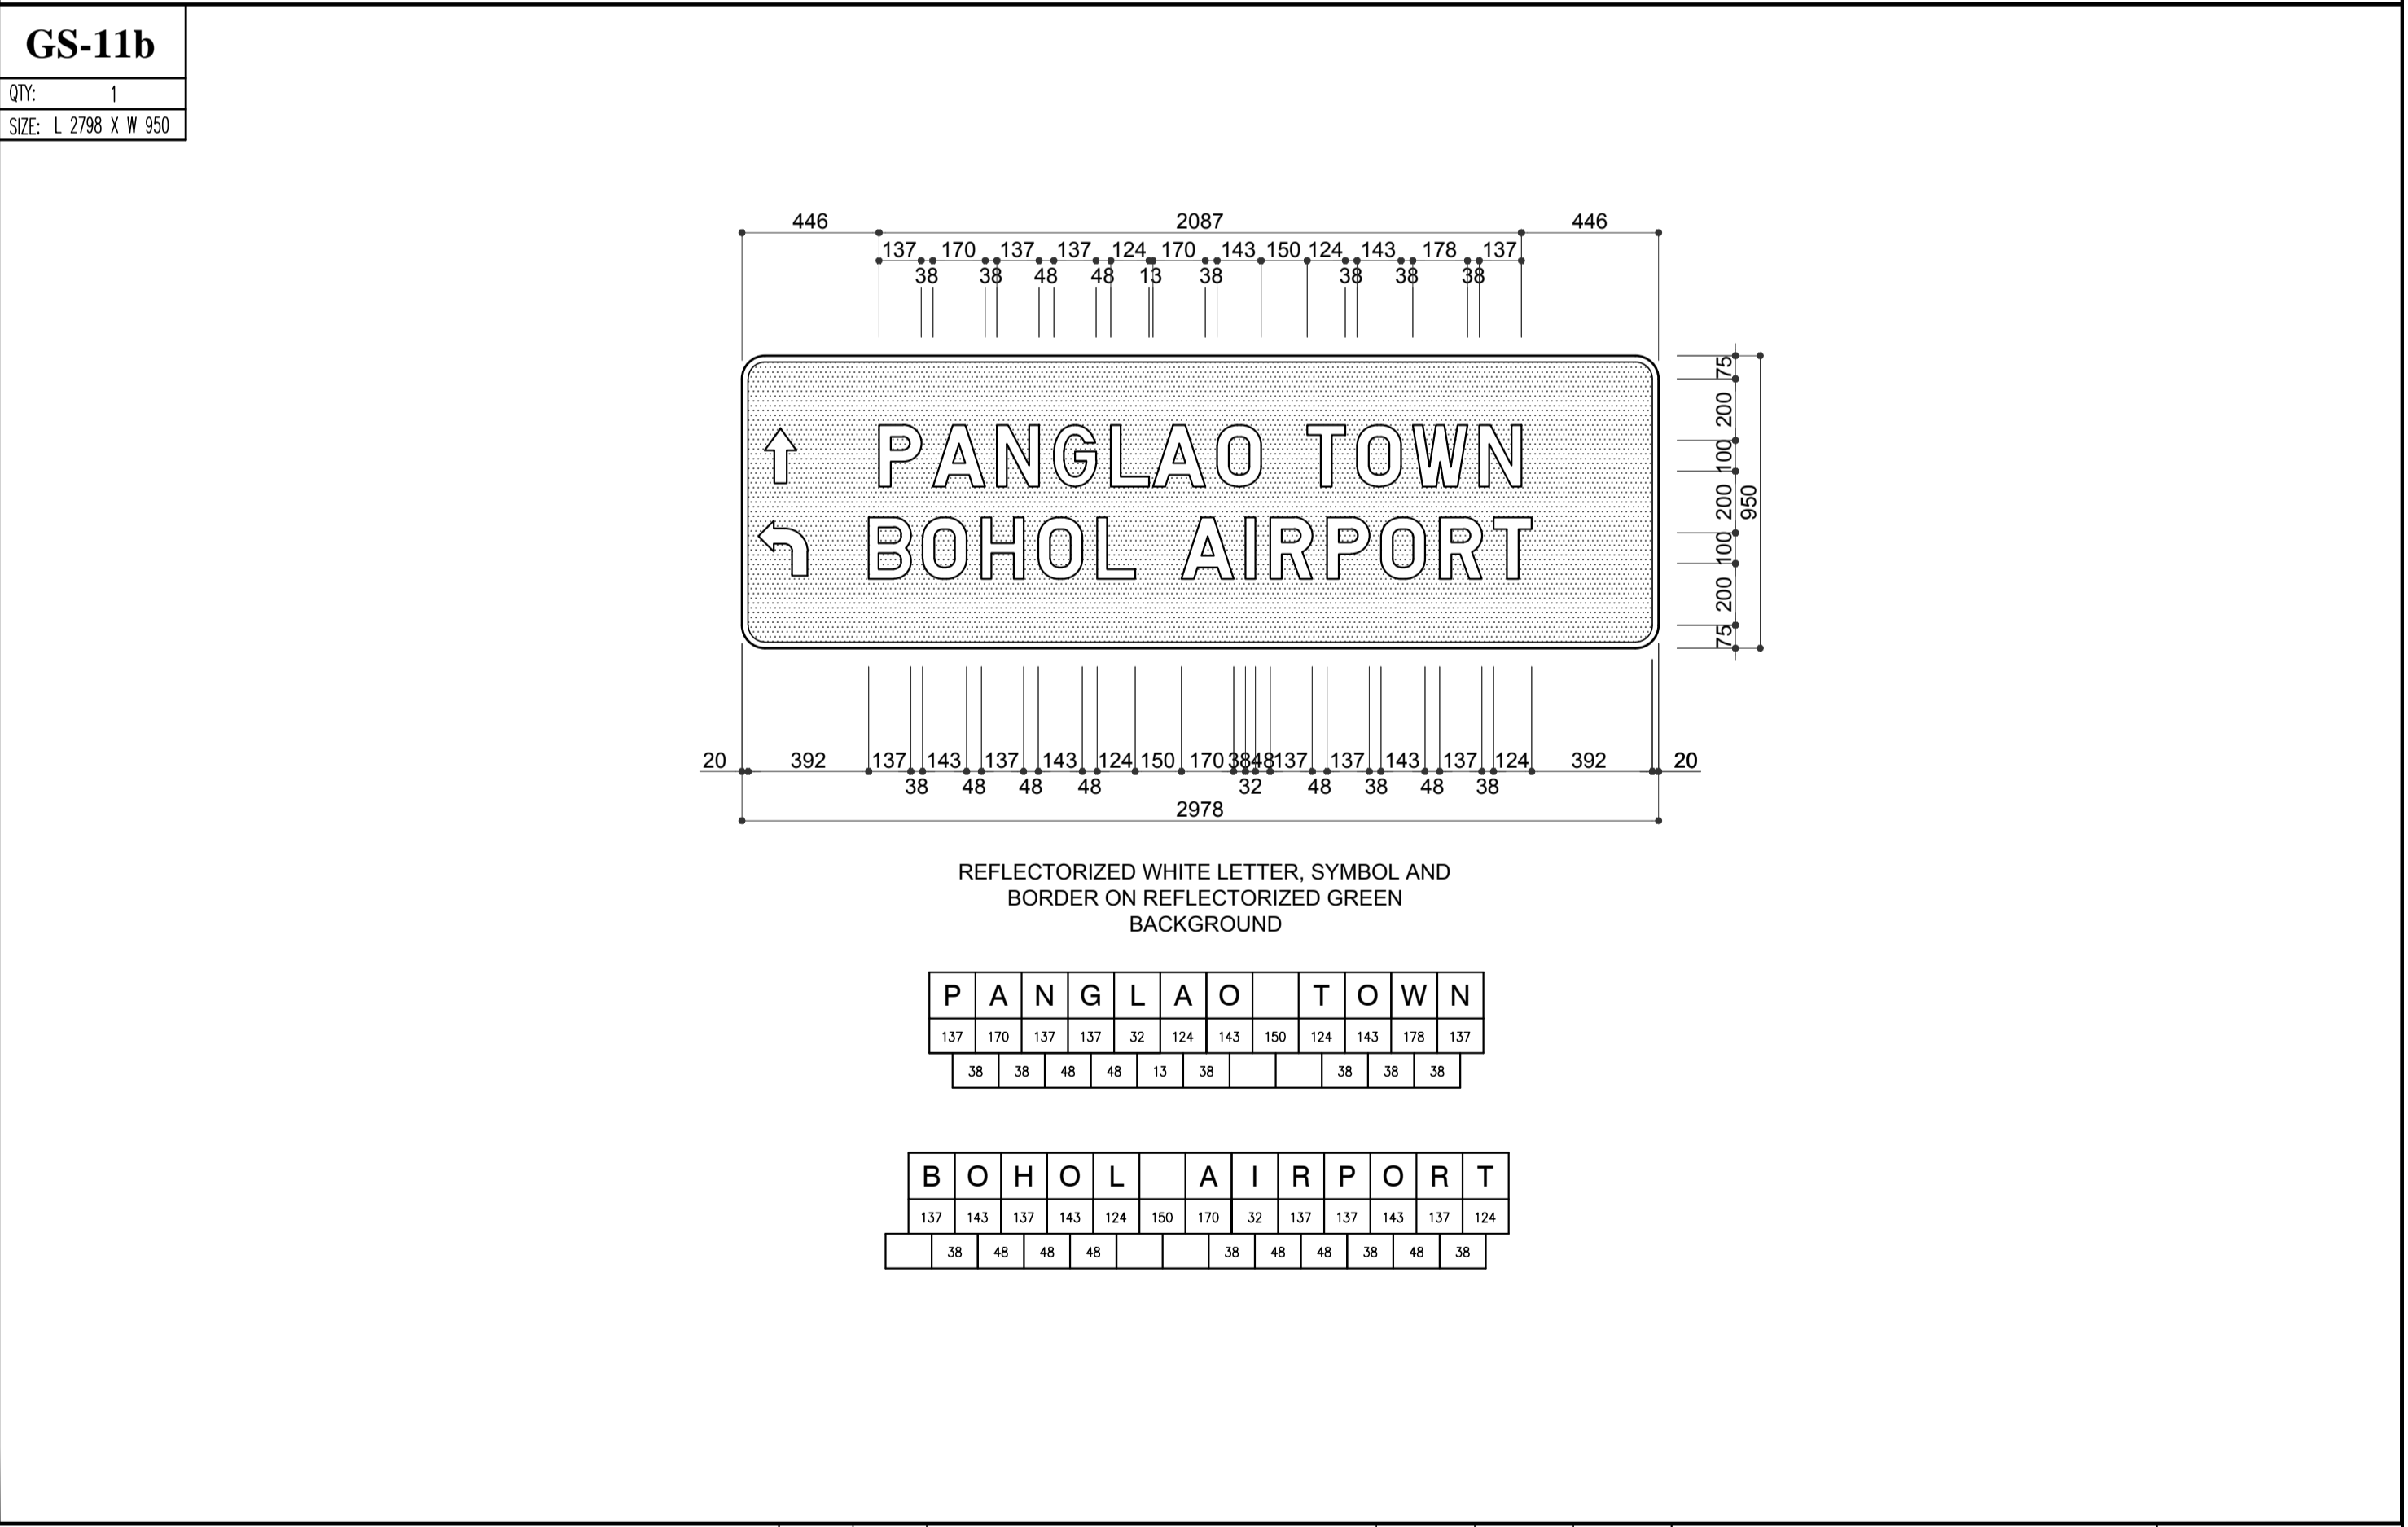 GS-11b
QTY: 1
SIZE: L 2798 X W 950
446 2087 446
137 170 137 137 124 170 143 150 124 143 178 137
38 38 48 48 13 38 38 38 38
PANGLAO TOWN
BOHOL AIRPORT
75 200 100 200 100 200 75
950
20 392 137 143 137 143 124 150 170 38 48 137 137 143 137 124 392 20
38 48 48 48 32 48 38 48 38
2978
REFLECTORIZED WHITE LETTER, SYMBOL AND
BORDER ON REFLECTORIZED GREEN
BACKGROUND
P A N G L A O T O W N
137 170 137 137 32 124 143 150 124 143 178 137
38 38 48 48 13 38 38 38 38
B O H O L A I R P O R T
137 143 137 143 124 150 170 32 137 137 143 137 124
38 48 48 48 38 48 48 38 48 38